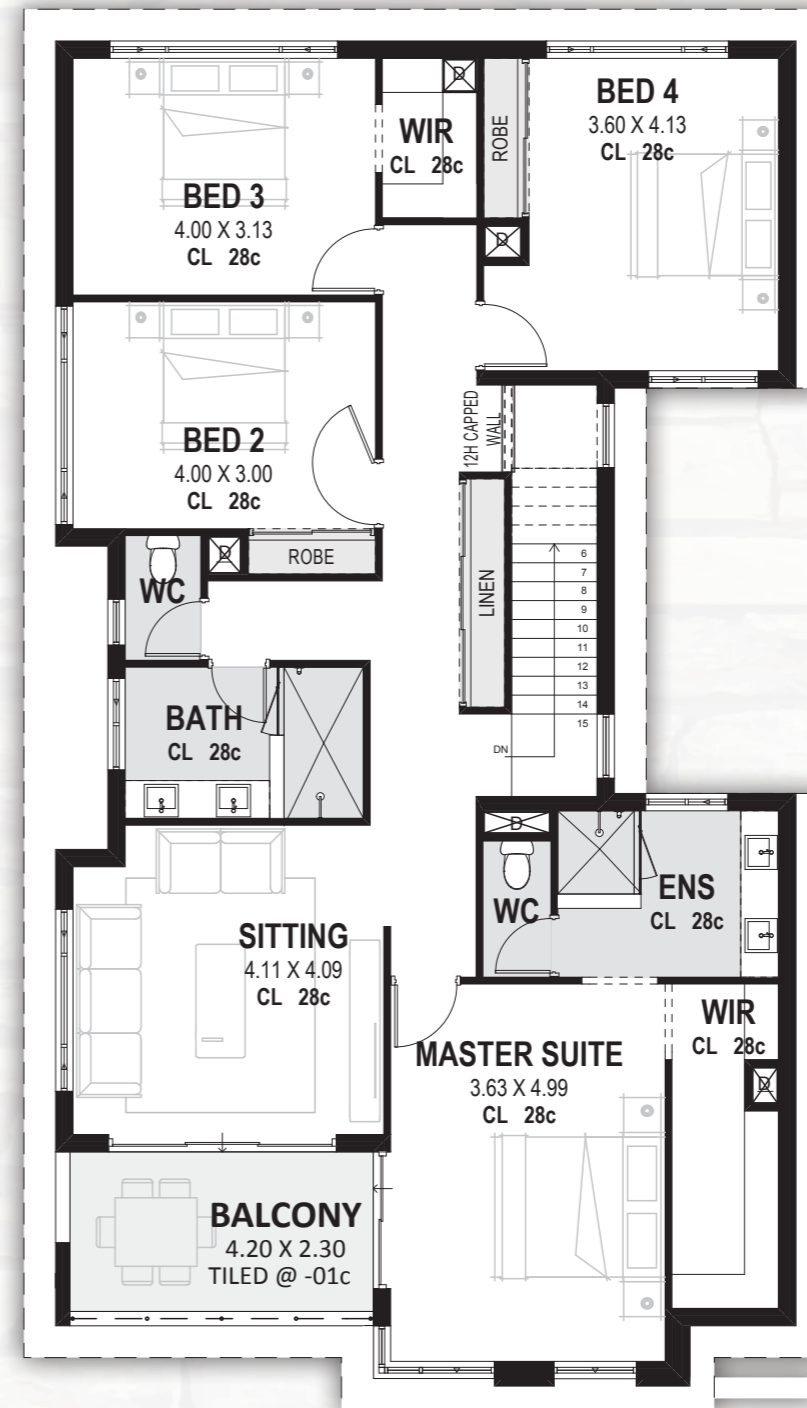 D
BED 4
3.60 X 4.13
CL 28c
WIR
CL 28c
ROBE
BED 3
4.00 X 3.13
CL 28c
D
BED 2
4.00 X 3.00
CL 28c
12H CAPPED
WALL
D
ROBE
LINEN
WC
6
7
8
9
10
11
12
13
14
15
DN
BATH
CL 28c
D
WC
ENS
CL 28c
SITTING
4.11 X 4.09
CL 28c
MASTER SUITE
3.63 X 4.99
CL 28c
WIR
CL 28c
D
BALCONY
4.20 X 2.30
TILED @ -01c